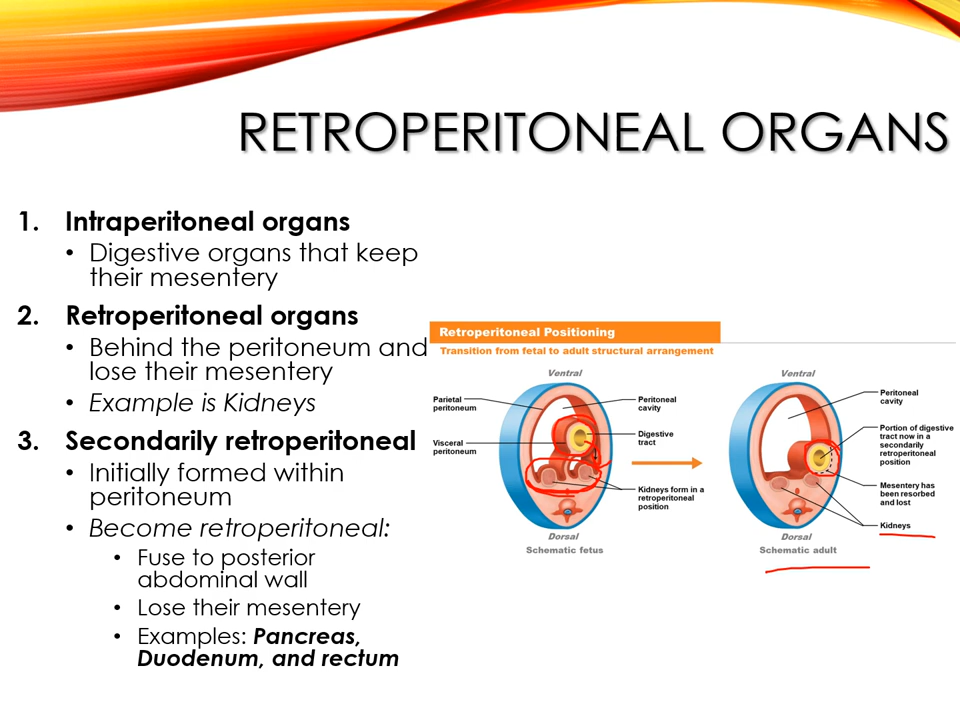 RETROPERITONEAL ORGANS
1. Intraperitoneal organs
• Digestive organs that keep
their mesentery
2. Retroperitoneal organs
• Behind the peritoneum and
lose their mesentery
• Example is Kidneys
3. Secondarily retroperitoneal
• Initially formed within
peritoneum
• Become retroperitoneal:
• Fuse to posterior
abdominal wall
• Lose their mesentery
• Examples: Pancreas,
Duodenum, and rectum
Retroperitoneal Positioning
Transition from fetal to adult structural arrangement
Ventral
Parietal
peritoneum
Visceral
peritoneum
Peritoneal
cavity
Digestive
tract
Kidneys form in a
retroperitoneal
position
Dorsal
Schematic fetus
Ventral
Peritoneal
cavity
Portion of digestive
tract now in a
secondarily
retroperitoneal
position
Mesentery has
been resorbed
and lost
Kidneys
Dorsal
Schematic adult